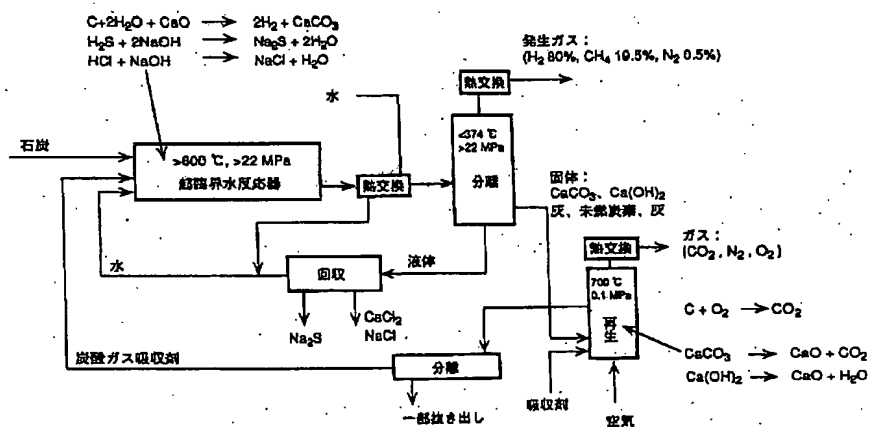 C+2H₂O + CaO → 2H₂ + CaCO₃
H₂S + 2NaOH → Na₂S + 2H₂O
HCl + NaOH → NaCl + H₂O
発生ガス：
(H₂ 80%, CH₄ 19.5%, N₂ 0.5%)
熱交換
水
石炭
>600 ℃, >22 MPa
超臨界水反応器
熱交換
<374 ℃
>22 MPa
分離
固体：
CaCO₃、Ca(OH)₂
灰、未燃炭素、灰
熱交換
ガス：
(CO₂, N₂, O₂)
水
回収
液体
700 ℃
0.1 MPa
再生
C + O₂ → CO₂
Na₂S
CaCl₂
NaCl
CaCO₃ → CaO + CO₂
Ca(OH)₂ → CaO + H₂O
炭酸ガス吸収剤
分離
一部抜き出し
吸収剤
空気